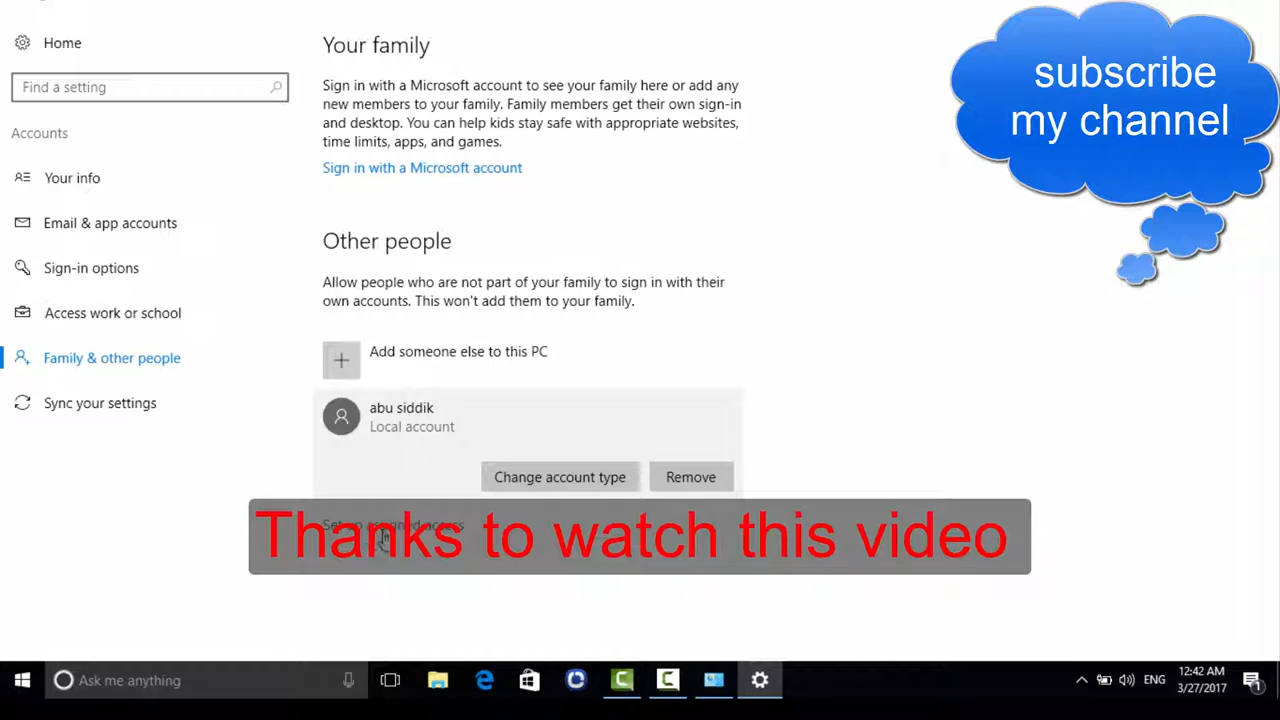 Home
Find a setting
Accounts
Your info
Email & app accounts
Sign-in options
Access work or school
Family & other people
Sync your settings
Your family
Sign in with a Microsoft account to see your family here or add any
new members to your family. Family members get their own sign-in
and desktop. You can help kids stay safe with appropriate websites,
time limits, apps, and games.
Sign in with a Microsoft account
Other people
Allow people who are not part of your family to sign in with their
own accounts. This won't add them to your family.
Add someone else to this PC
abu siddik
Local account
Change account type
Remove
Set up assigned access
Thanks to watch this video
subscribe
my channel
Ask me anything
ENG
12:42 AM
3/27/2017
1